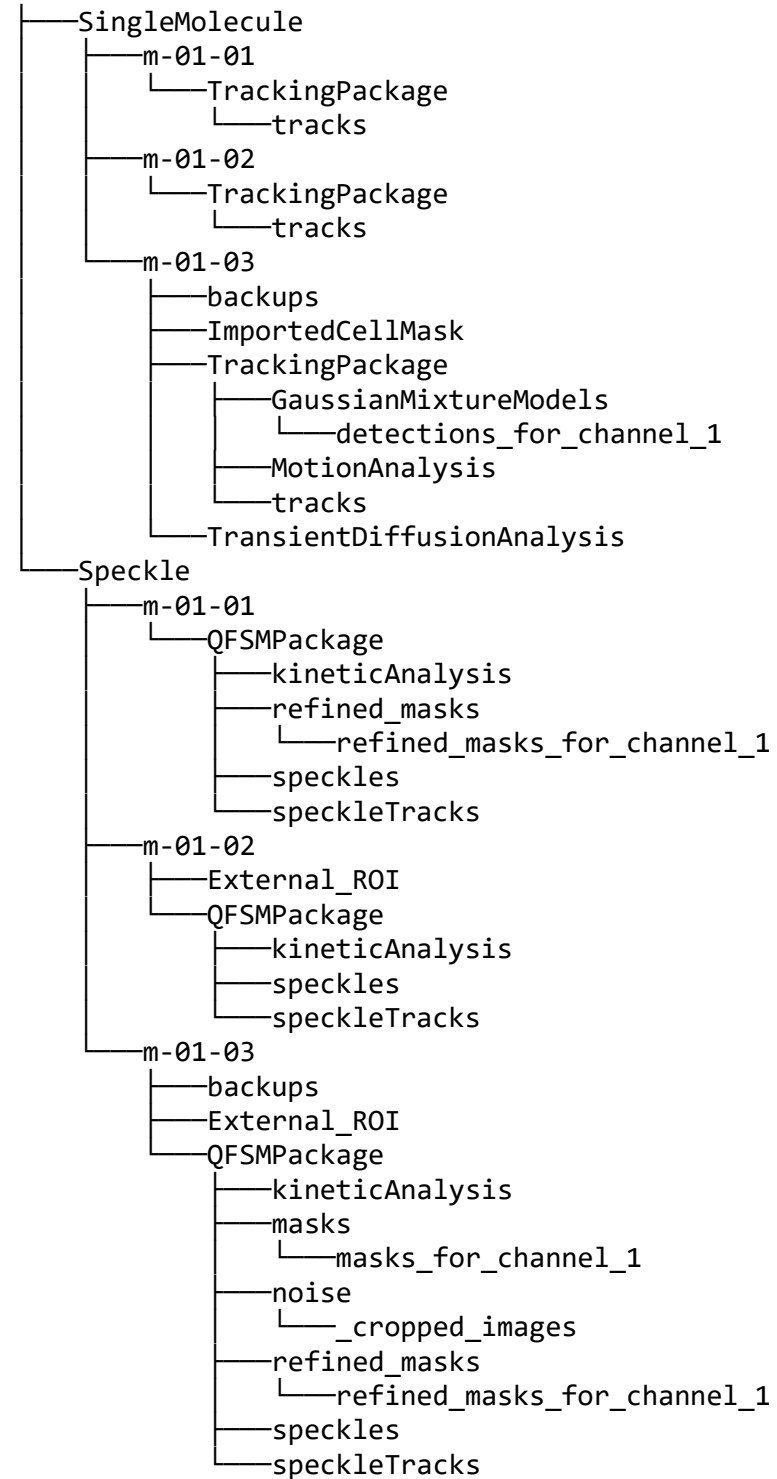 ├───SingleMolecule
│   ├───m-01-01
│   │   └───TrackingPackage
│   │       └───tracks
│   ├───m-01-02
│   │   └───TrackingPackage
│   │       └───tracks
│   └───m-01-03
│       ├───backups
│       ├───ImportedCellMask
│       ├───TrackingPackage
│       │   ├───GaussianMixtureModels
│       │   │   └───detections_for_channel_1
│       │   ├───MotionAnalysis
│       │   └───tracks
│       └───TransientDiffusionAnalysis
└───Speckle
    ├───m-01-01
    │   └───QFSMPackage
    │       ├───kineticAnalysis
    │       ├───refined_masks
    │       │   └───refined_masks_for_channel_1
    │       ├───speckles
    │       └───speckleTracks
    ├───m-01-02
    │   ├───External_ROI
    │   └───QFSMPackage
    │       ├───kineticAnalysis
    │       ├───speckles
    │       └───speckleTracks
    └───m-01-03
        ├───backups
        ├───External_ROI
        └───QFSMPackage
            ├───kineticAnalysis
            ├───masks
            │   └───masks_for_channel_1
            ├───noise
            │   └───_cropped_images
            ├───refined_masks
            │   └───refined_masks_for_channel_1
            ├───speckles
            └───speckleTracks